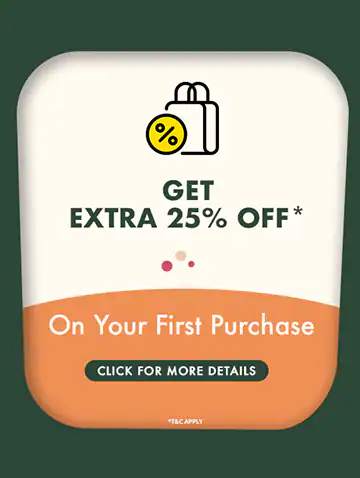 %
GET
EXTRA 25% OFF*
On Your First Purchase
CLICK FOR MORE DETAILS
*T&C APPLY